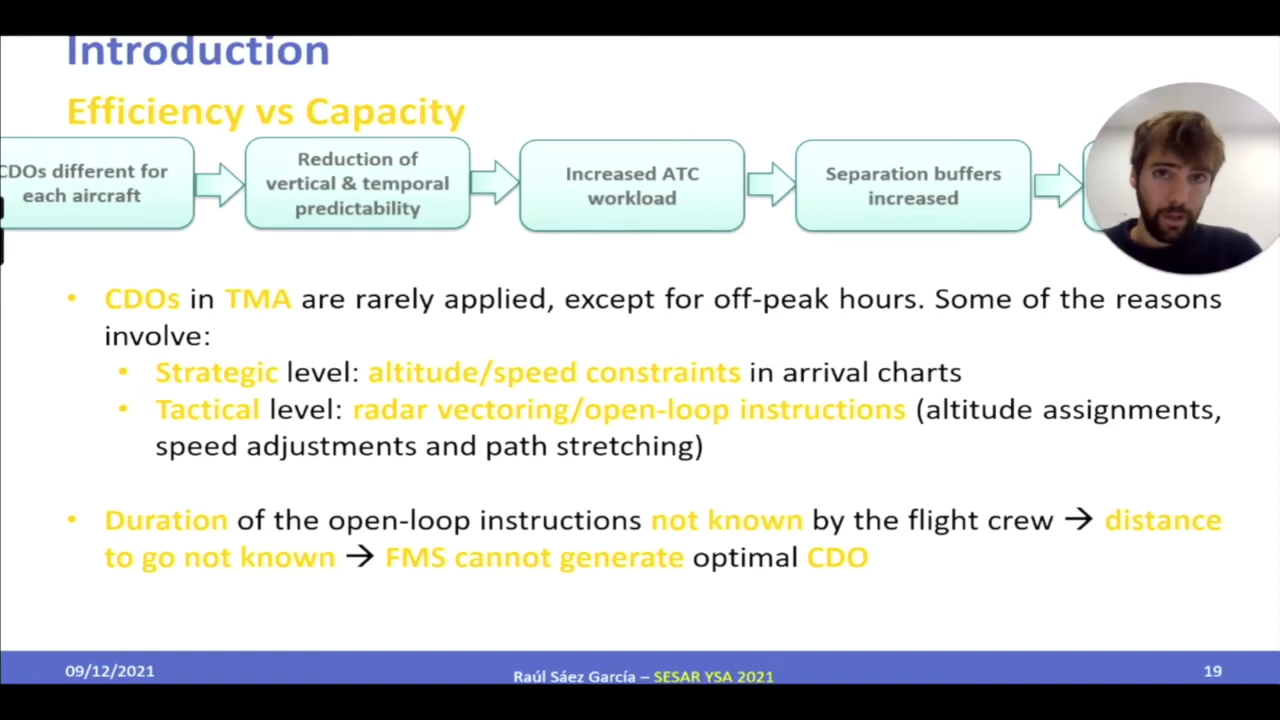 Introduction
Efficiency vs Capacity
CDOs different for
each aircraft
Reduction of
vertical & temporal
predictability
Increased ATC
workload
Separation buffers
increased
• CDOs in TMA are rarely applied, except for off-peak hours. Some of the reasons
involve:
• Strategic level: altitude/speed constraints in arrival charts
• Tactical level: radar vectoring/open-loop instructions (altitude assignments,
speed adjustments and path stretching)
• Duration of the open-loop instructions not known by the flight crew → distance
to go not known → FMS cannot generate optimal CDO
09/12/2021
Raúl Sáez García – SESAR YSA 2021
19